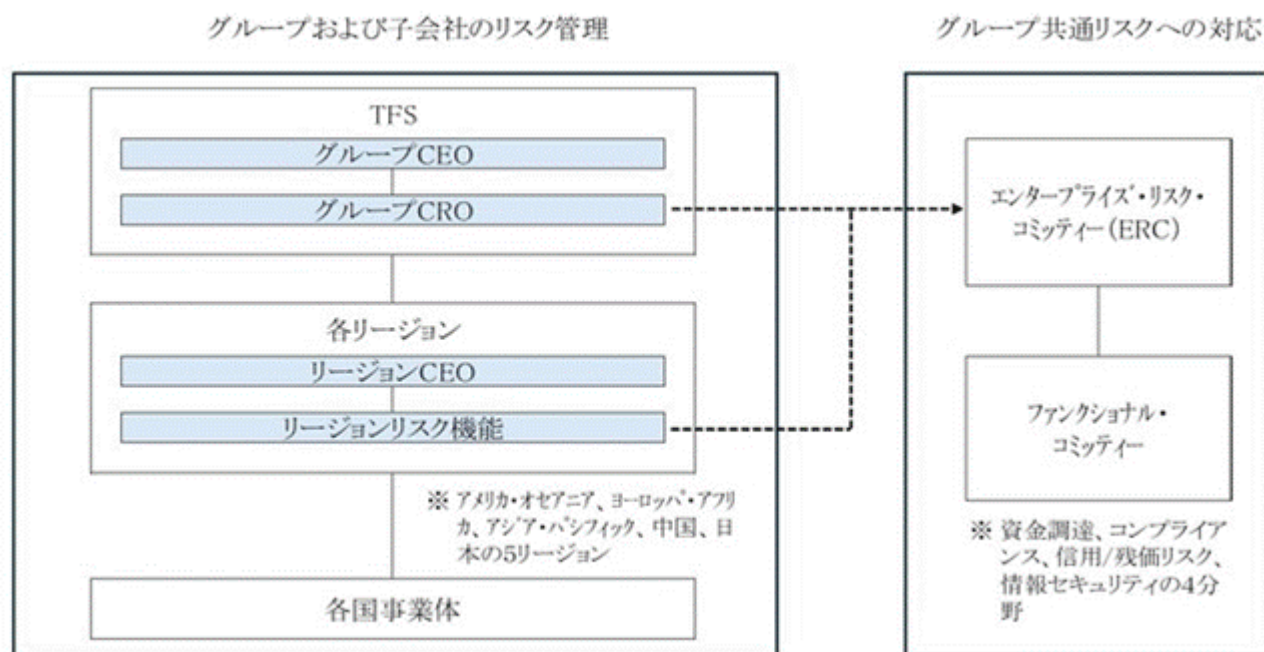 グループおよび子会社のリスク管理
TFS
グループCEO
グループCRO
各リージョン
リージョンCEO
リージョンリスク機能
※ アメリカ・オセアニア、ヨーロッパ・アフリ
カ、アジア・パシフィック、中国、日
本の5リージョン
各国事業体
グループ共通リスクへの対応
エンタープライズ・リスク・
コミッティー(ERC)
ファンクショナル・
コミッティー
※ 資金調達、コンプライア
ンス、信用/残価リスク、
情報セキュリティの4分
野